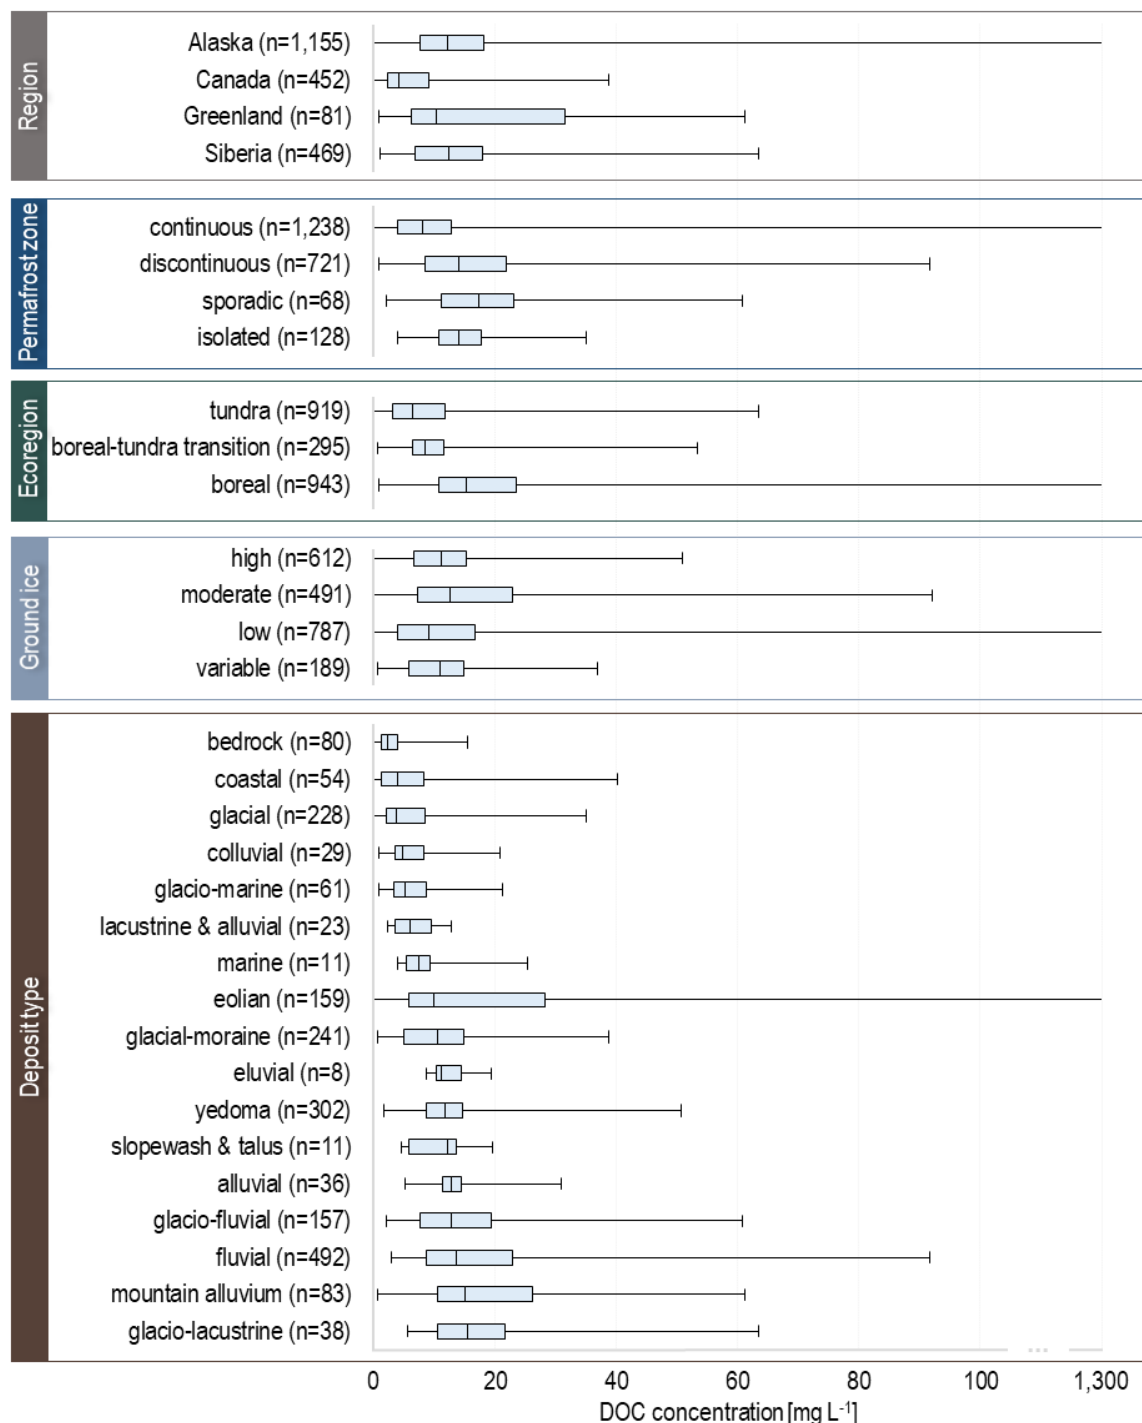 Region
Alaska (n=1,155)
Canada (n=452)
Greenland (n=81)
Siberia (n=469)
Permafrost zone
continuous (n=1,238)
discontinuous (n=721)
sporadic (n=68)
isolated (n=128)
Ecoregion
tundra (n=919)
boreal-tundra transition (n=295)
boreal (n=943)
Ground ice
high (n=612)
moderate (n=491)
low (n=787)
variable (n=189)
Deposit type
bedrock (n=80)
coastal (n=54)
glacial (n=228)
colluvial (n=29)
glacio-marine (n=61)
lacustrine & alluvial (n=23)
marine (n=11)
eolian (n=159)
glacial-moraine (n=241)
eluvial (n=8)
yedoma (n=302)
slopewash & talus (n=11)
alluvial (n=36)
glacio-fluvial (n=157)
fluvial (n=492)
mountain alluvium (n=83)
glacio-lacustrine (n=38)
...
0 20 40 60 80 100 1,300
DOC concentration [mg L⁻¹]